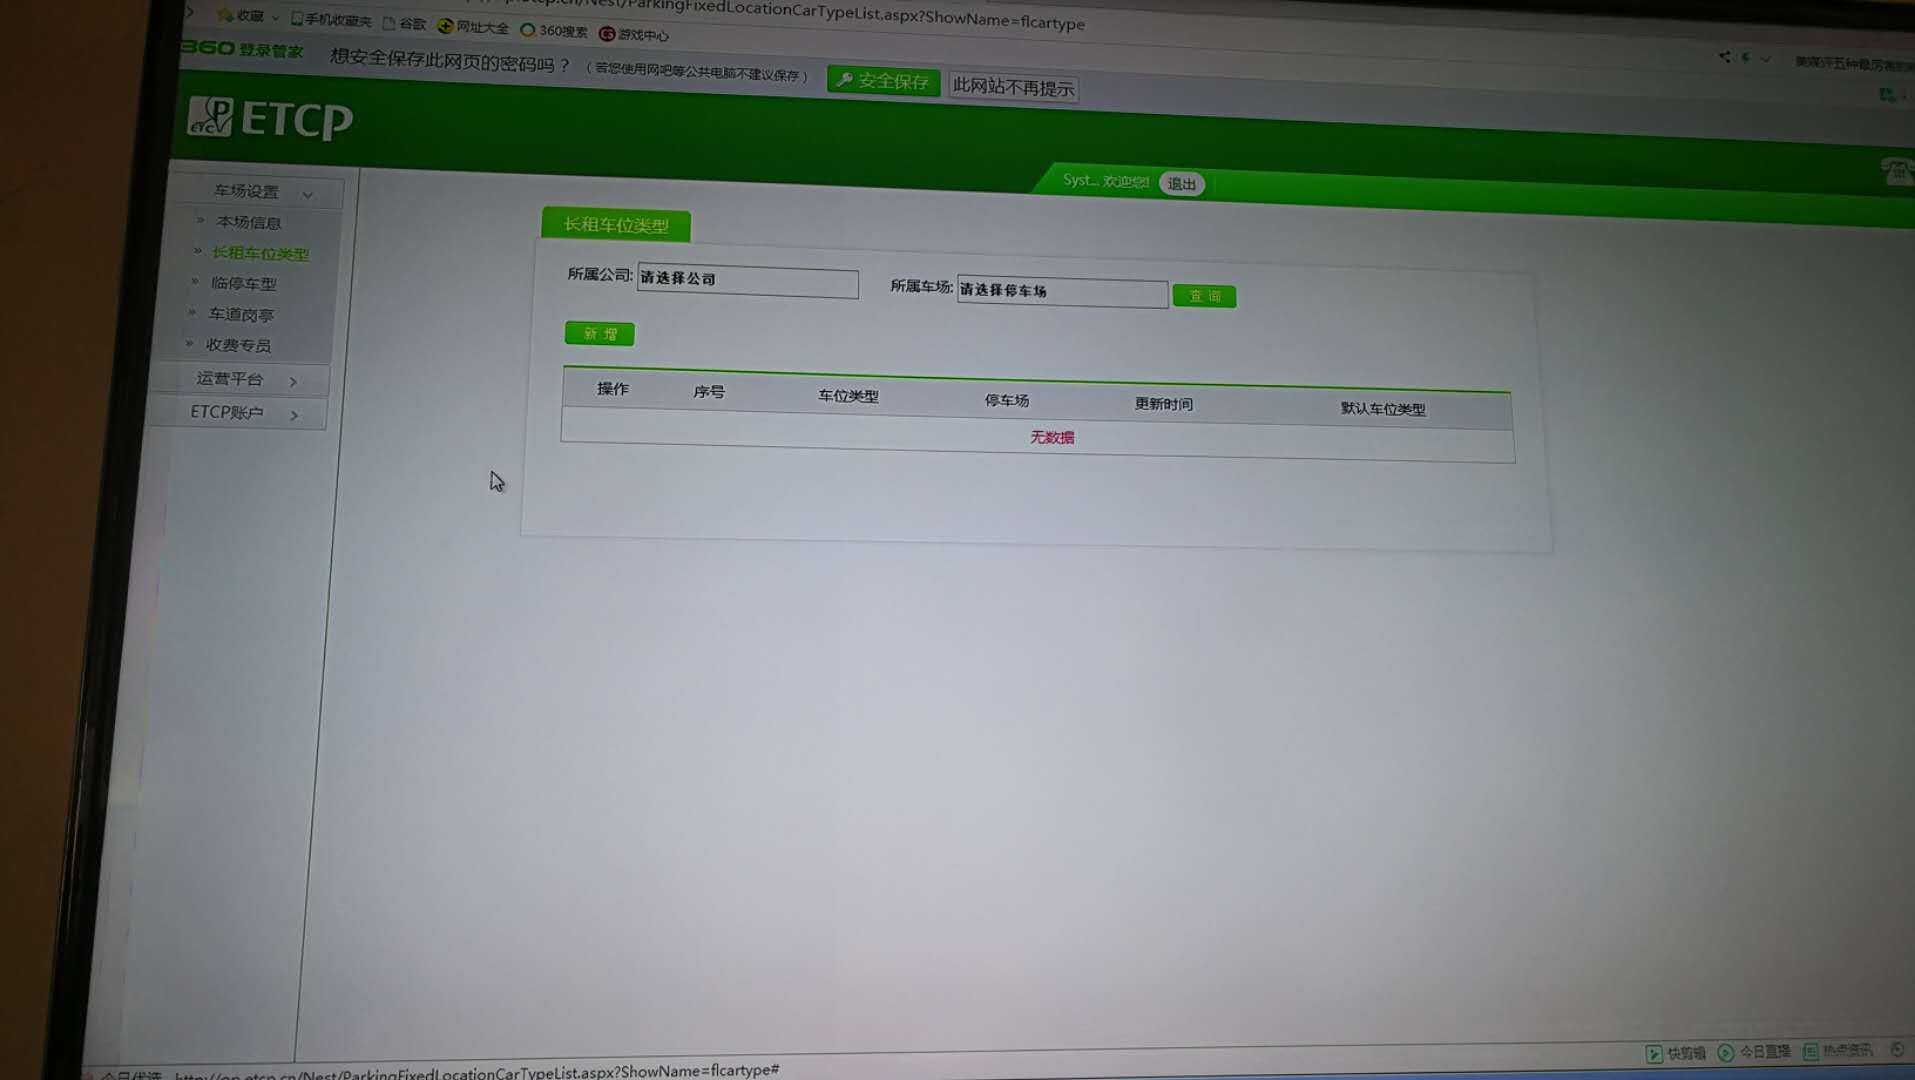 op.etcp.cn/Nest/ParkingFixedLocationCarTypeList.aspx?ShowName=flcartype
收藏 手机收藏夹 谷歌 网址大全 360搜索 游戏中心
360 登录管家 想安全保存此网页的密码吗？ （若您使用网吧等公共电脑不建议保存） 安全保存 此网站不再提示
P ETCP ETCP
Syst... 欢迎您! 退出
车场设置
本场信息
长租车位类型
临停车型
车道岗亭
收费专员
运营平台
ETCP账户
长租车位类型
所属公司: 请选择公司 所属车场: 请选择停车场 查 询
新 增
操作 序号 车位类型 停车场 更新时间 默认车位类型
无数据
快剪辑 今日直播 热点资讯
今日优选 http://op.etcp.cn/Nest/ParkingFixedLocationCarTypeList.aspx?ShowName=flcartype#